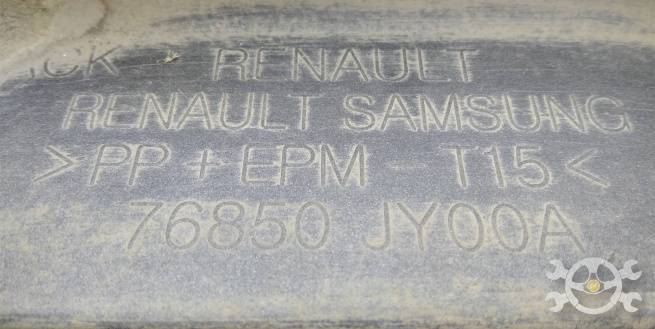 RENAULT
RENAULT SAMSUNG
>PP+EPM-T15<
76850 JY00A